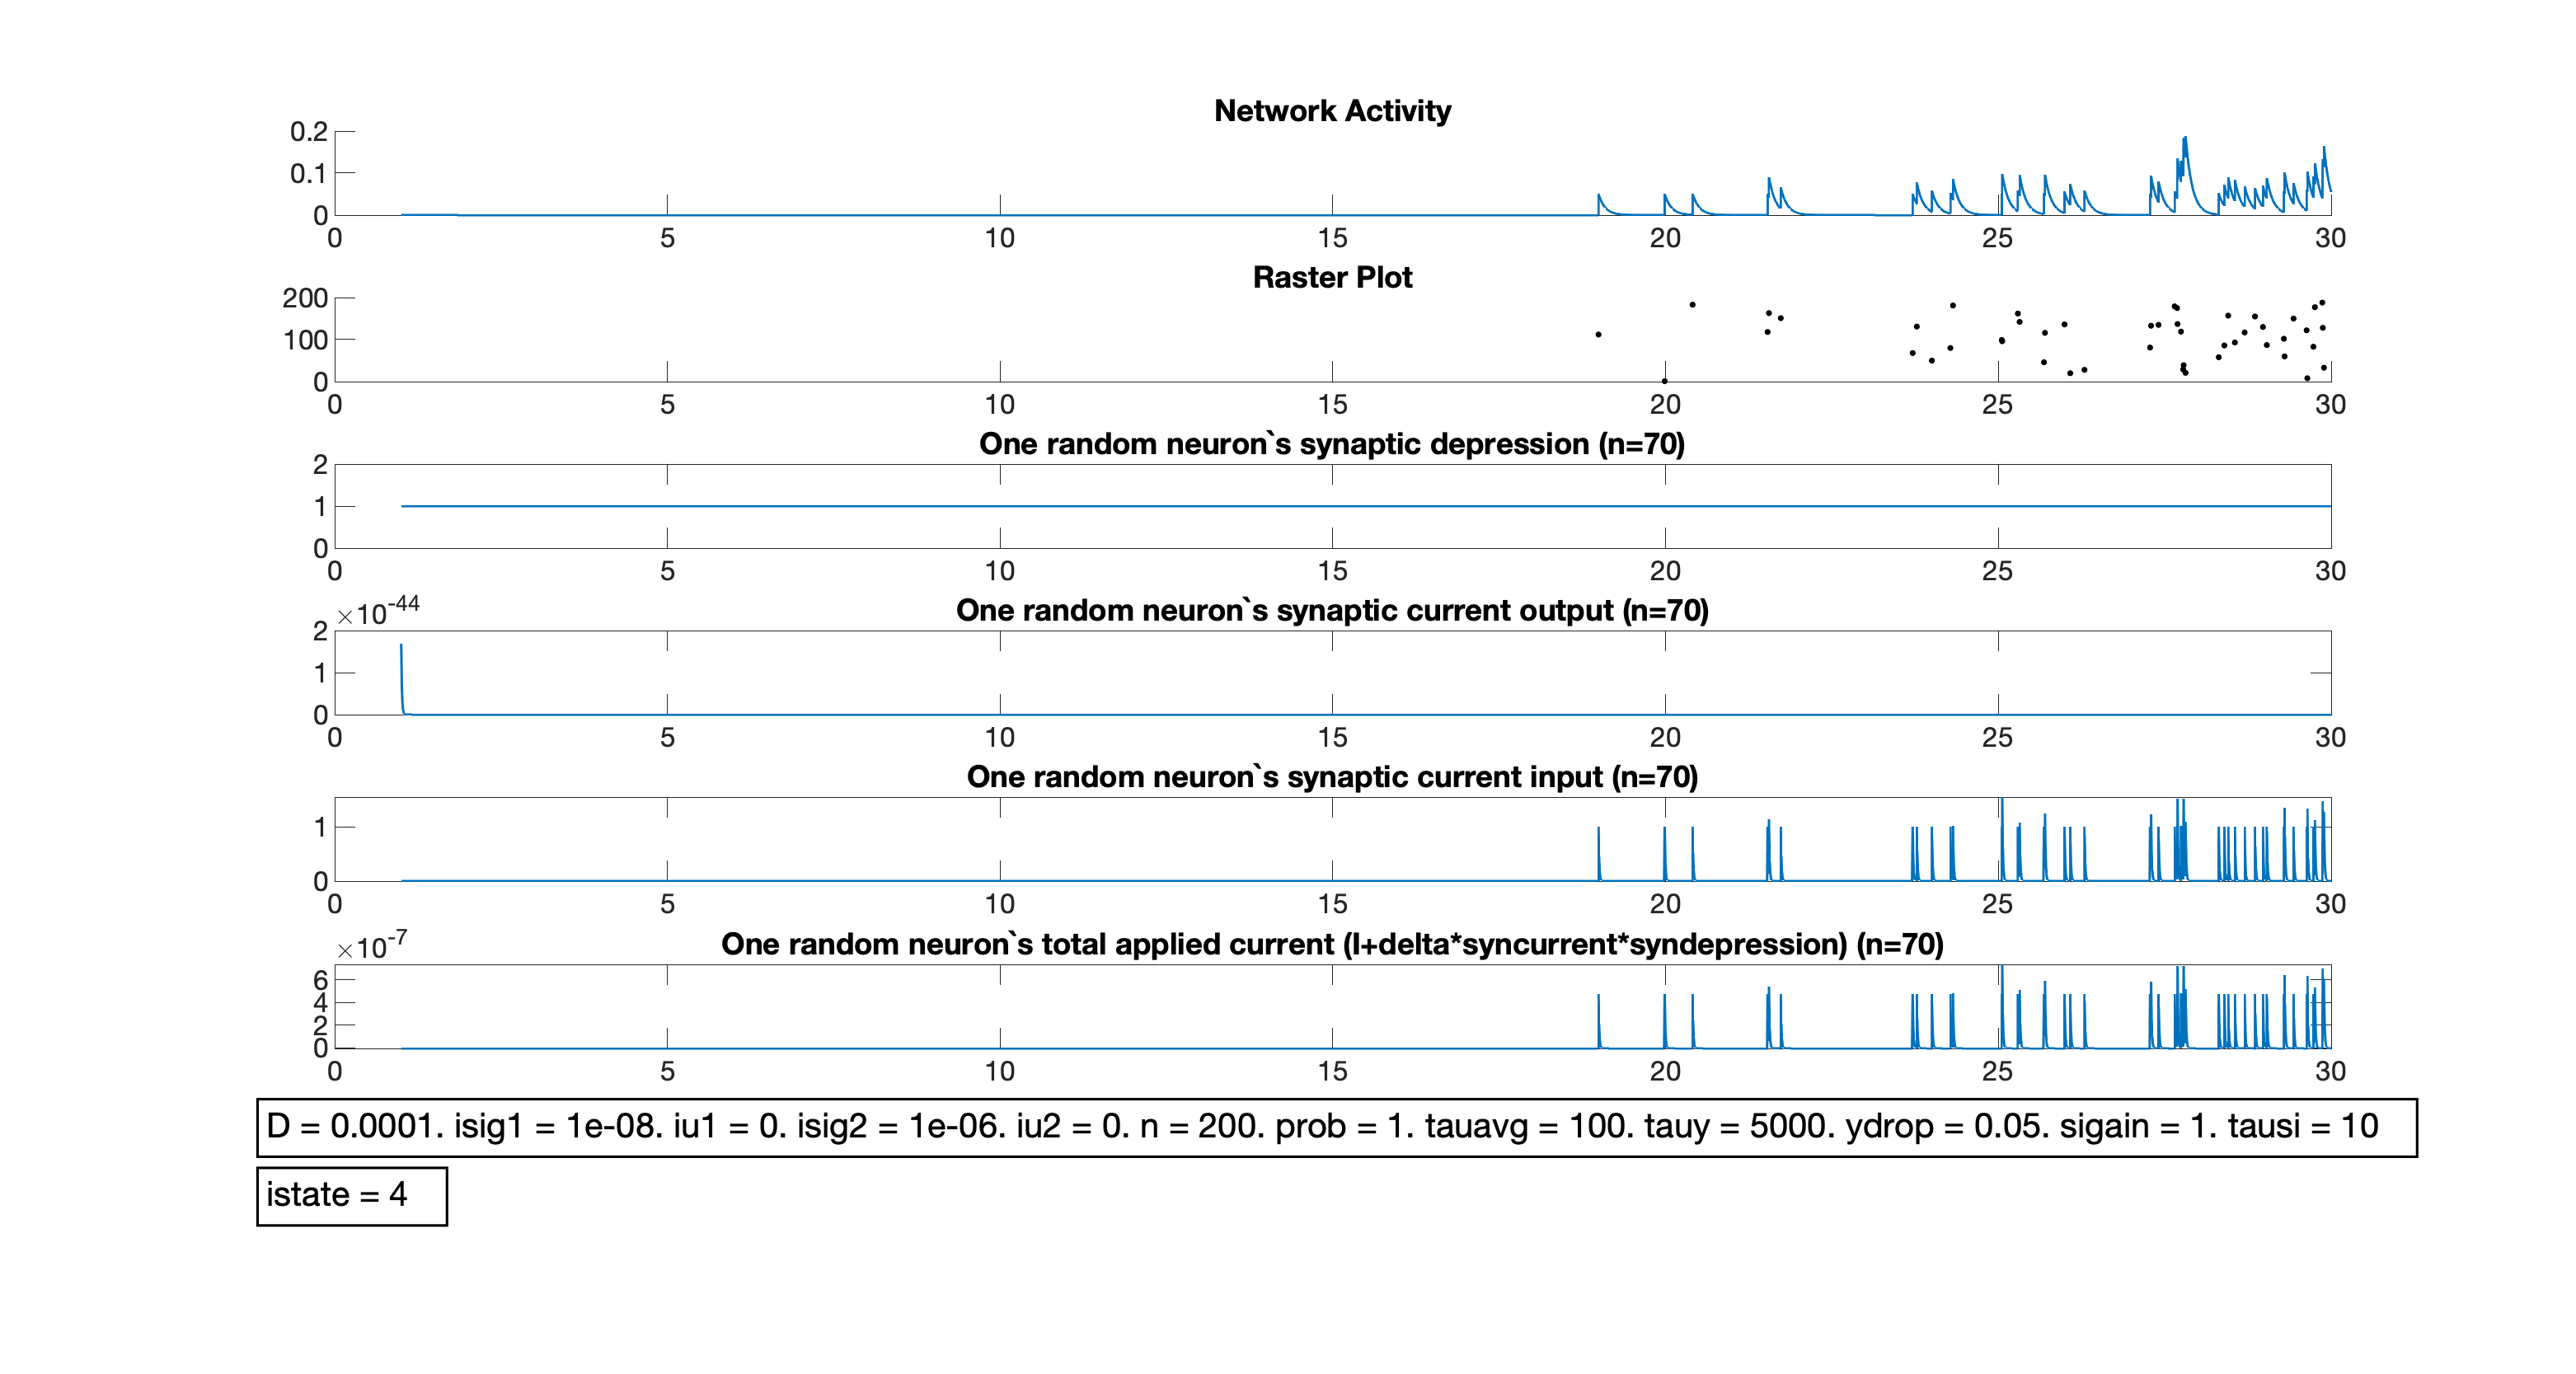 Network Activity
0.2
0.1
0
0 5 10 15 20 25 30
Raster Plot
200
100
0
0 5 10 15 20 25 30
One random neuron`s synaptic depression (n=70)
2
1
0
0 5 10 15 20 25 30
One random neuron`s synaptic current output (n=70)
×10^-44
2
1
0
0 5 10 15 20 25 30
One random neuron`s synaptic current input (n=70)
1
0
0 5 10 15 20 25 30
One random neuron`s total applied current (I+delta*syncurrent*syndepression) (n=70)
×10^-7
6
4
2
0
0 5 10 15 20 25 30
D = 0.0001. isig1 = 1e-08. iu1 = 0. isig2 = 1e-06. iu2 = 0. n = 200. prob = 1. tauavg = 100. tauy = 5000. ydrop = 0.05. sigain = 1. tausi = 10
istate = 4